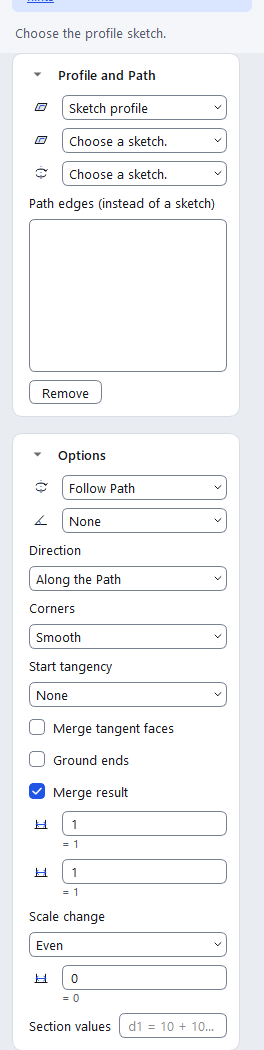 Choose the profile sketch.
Profile and Path
Sketch profile
Choose a sketch.
Choose a sketch.
Path edges (instead of a sketch)
Remove
Options
Follow Path
None
Direction
Along the Path
Corners
Smooth
Start tangency
None
Merge tangent faces
Ground ends
Merge result
1
= 1
1
= 1
Scale change
Even
0
= 0
Section values d1 = 10 + 10...